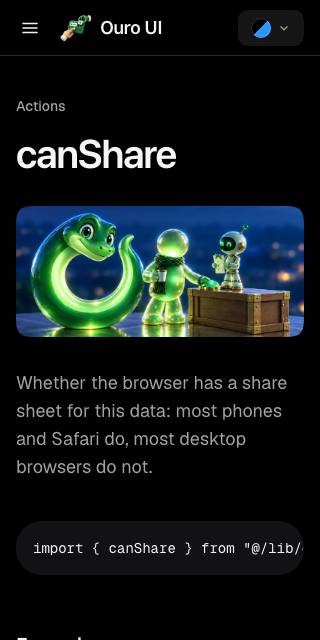 Ouro UI
Actions
canShare
Whether the browser has a share
sheet for this data: most phones
and Safari do, most desktop
browsers do not.
import { canShare } from "@/lib/